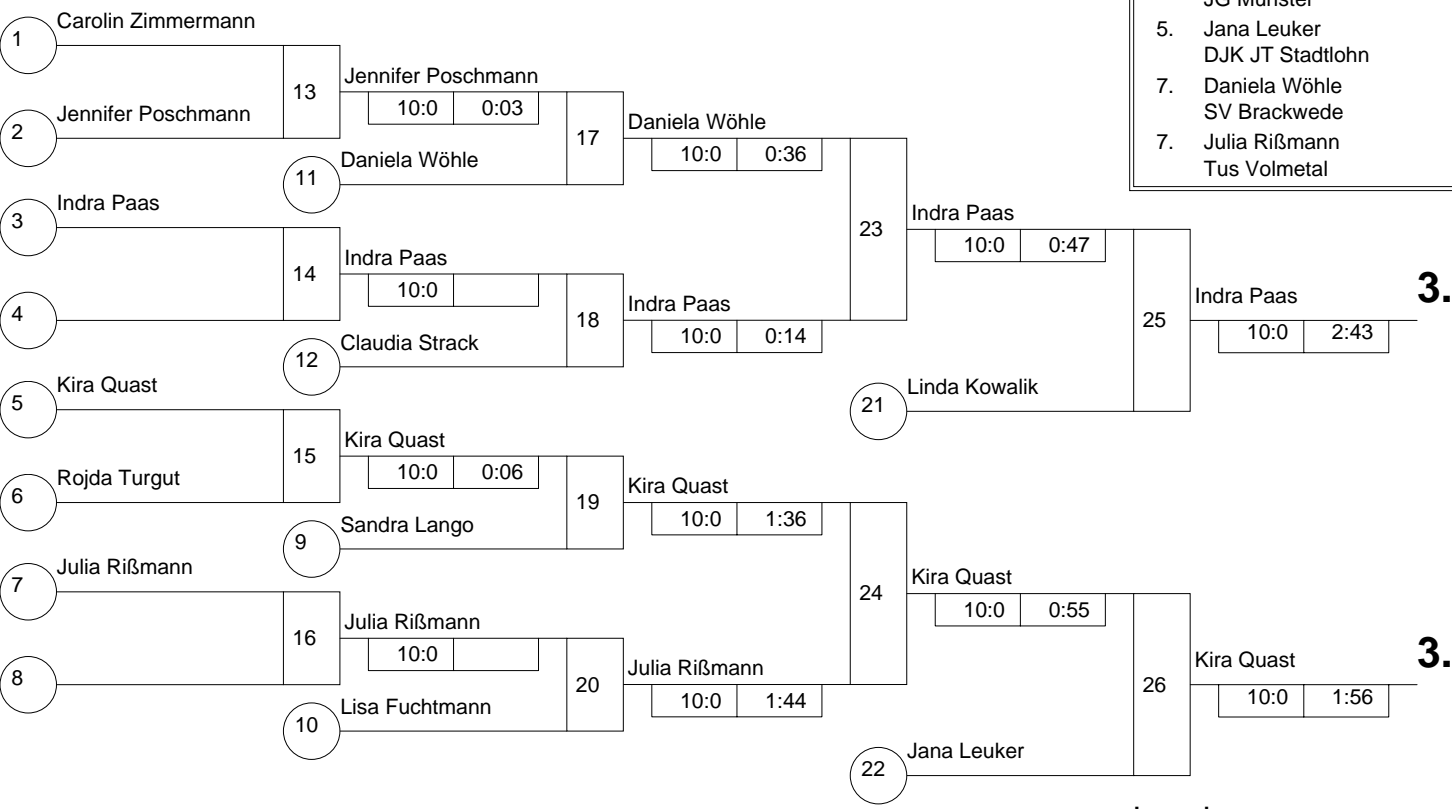 JG Münster
5. Jana Leuker
DJK JT Stadtlohn
7. Daniela Wöhle
SV Brackwede
7. Julia Rißmann
Tus Volmetal
1 Carolin Zimmermann
2 Jennifer Poschmann
13
Jennifer Poschmann
10:0 0:03
11 Daniela Wöhle
17
Daniela Wöhle
10:0 0:36
3 Indra Paas
4
14
Indra Paas
10:0
12 Claudia Strack
18
Indra Paas
10:0 0:14
23
Indra Paas
10:0 0:47
21 Linda Kowalik
25
Indra Paas
10:0 2:43
3.
5 Kira Quast
6 Rojda Turgut
15
Kira Quast
10:0 0:06
9 Sandra Lango
19
Kira Quast
10:0 1:36
7 Julia Rißmann
8
16
Julia Rißmann
10:0
10 Lisa Fuchtmann
20
Julia Rißmann
10:0 1:44
24
Kira Quast
10:0 0:55
22 Jana Leuker
26
Kira Quast
10:0 1:56
3.